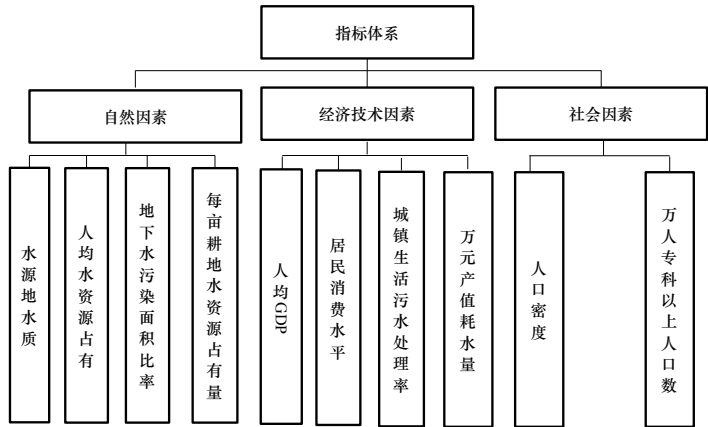 指标体系
自然因素
经济技术因素
社会因素
水源地水质
人均水资源占有
地下水污染面积比率
每亩耕地水资源占有量
人均GDP
居民消费水平
城镇生活污水处理率
万元产值耗水量
人口密度
万人专科以上人口数